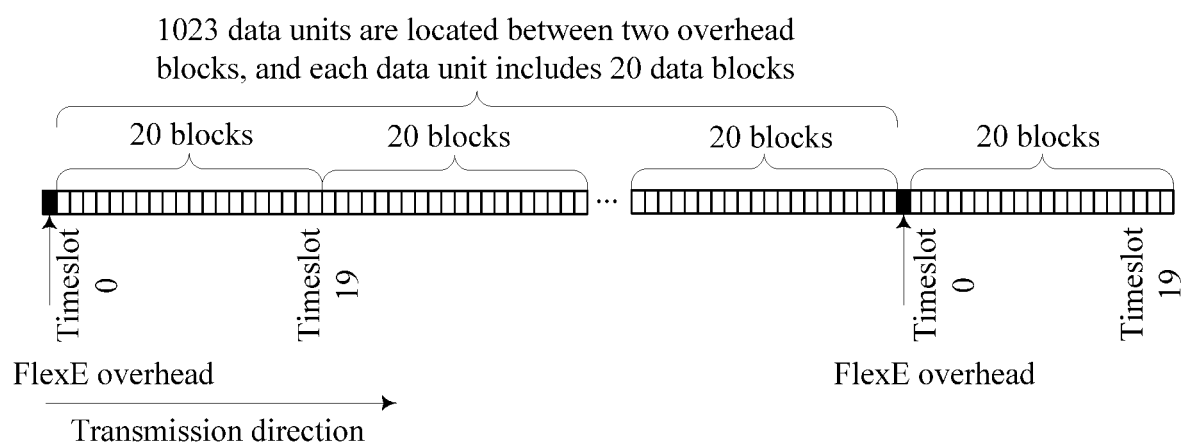 1023 data units are located between two overhead
blocks, and each data unit includes 20 data blocks
20 blocks
20 blocks
20 blocks
20 blocks
...
Timeslot
0
Timeslot
19
Timeslot
0
Timeslot
19
FlexE overhead
FlexE overhead
Transmission direction